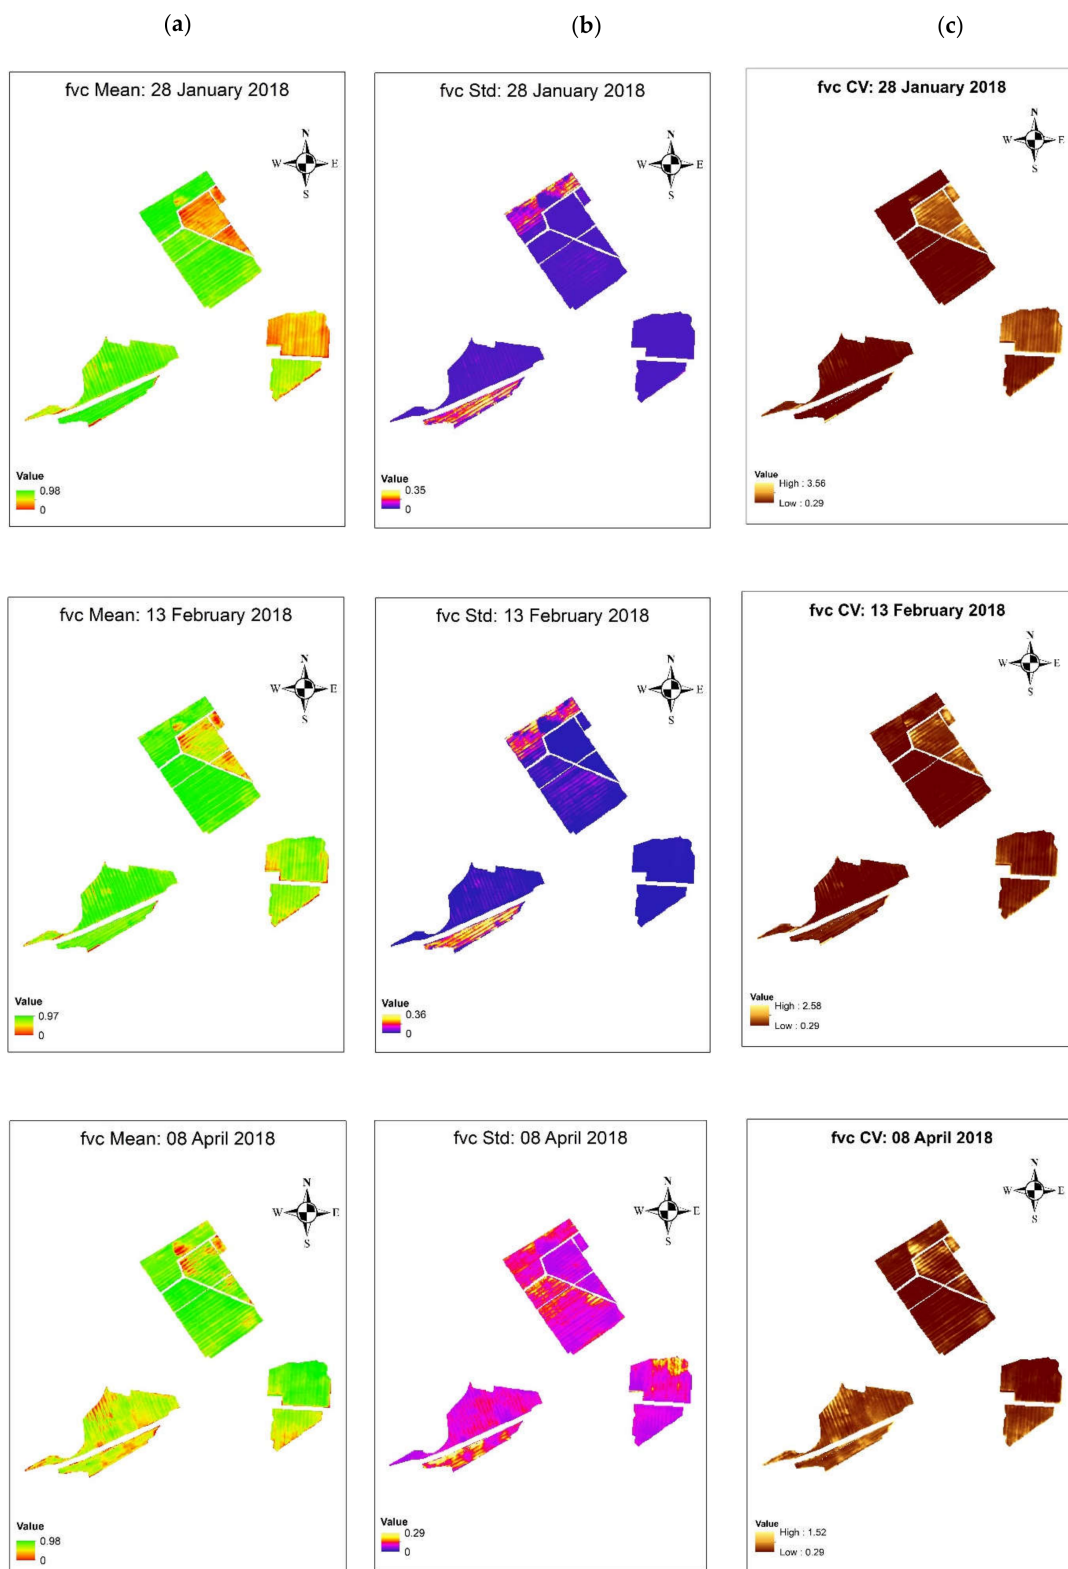 (a)
(b)
(c)
fvc Mean: 28 January 2018
N
W E
S
Value
0.98
0
fvc Std: 28 January 2018
N
W E
S
Value
0.35
0
fvc CV: 28 January 2018
N
W E
S
Value
High : 3.56
Low : 0.29
fvc Mean: 13 February 2018
N
W E
S
Value
0.97
0
fvc Std: 13 February 2018
N
W E
S
Value
0.36
0
fvc CV: 13 February 2018
N
W E
S
Value
High : 2.58
Low : 0.29
fvc Mean: 08 April 2018
N
W E
S
Value
0.98
0
fvc Std: 08 April 2018
N
W E
S
Value
0.29
0
fvc CV: 08 April 2018
N
W E
S
Value
High : 1.52
Low : 0.29